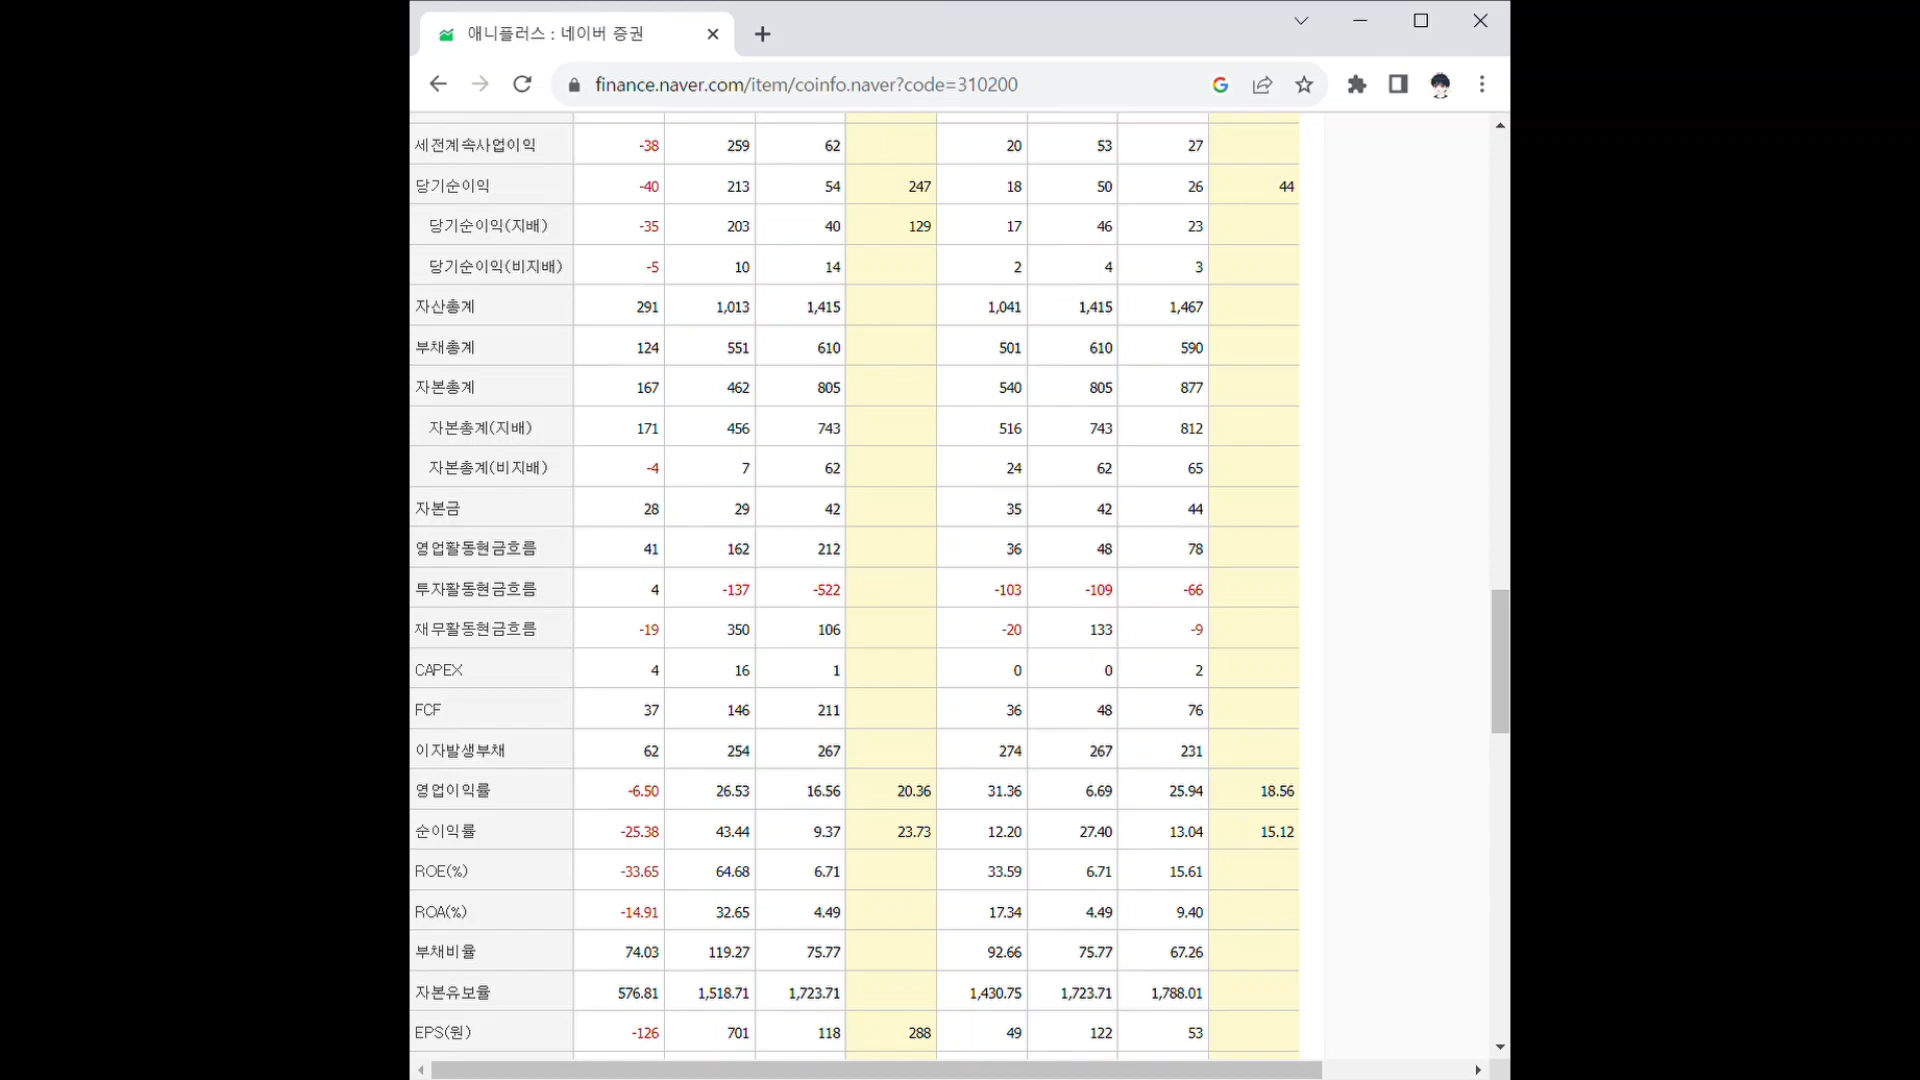 애니플러스 : 네이버 증권
finance.naver.com/item/coinfo.naver?code=310200
세전계속사업이익 -38 259 62 20 53 27
당기순이익 -40 213 54 247 18 50 26 44
당기순이익(지배) -35 203 40 129 17 46 23
당기순이익(비지배) -5 10 14 2 4 3
자산총계 291 1,013 1,415 1,041 1,415 1,467
부채총계 124 551 610 501 610 590
자본총계 167 462 805 540 805 877
자본총계(지배) 171 456 743 516 743 812
자본총계(비지배) -4 7 62 24 62 65
자본금 28 29 42 35 42 44
영업활동현금흐름 41 162 212 36 48 78
투자활동현금흐름 4 -137 -522 -103 -109 -66
재무활동현금흐름 -19 350 106 -20 133 -9
CAPEX 4 16 1 0 0 2
FCF 37 146 211 36 48 76
이자발생부채 62 254 267 274 267 231
영업이익률 -6.50 26.53 16.56 20.36 31.36 6.69 25.94 18.56
순이익률 -25.38 43.44 9.37 23.73 12.20 27.40 13.04 15.12
ROE(%) -33.65 64.68 6.71 33.59 6.71 15.61
ROA(%) -14.91 32.65 4.49 17.34 4.49 9.40
부채비율 74.03 119.27 75.77 92.66 75.77 67.26
자본유보율 576.81 1,518.71 1,723.71 1,430.75 1,723.71 1,788.01
EPS(원) -126 701 118 288 49 122 53